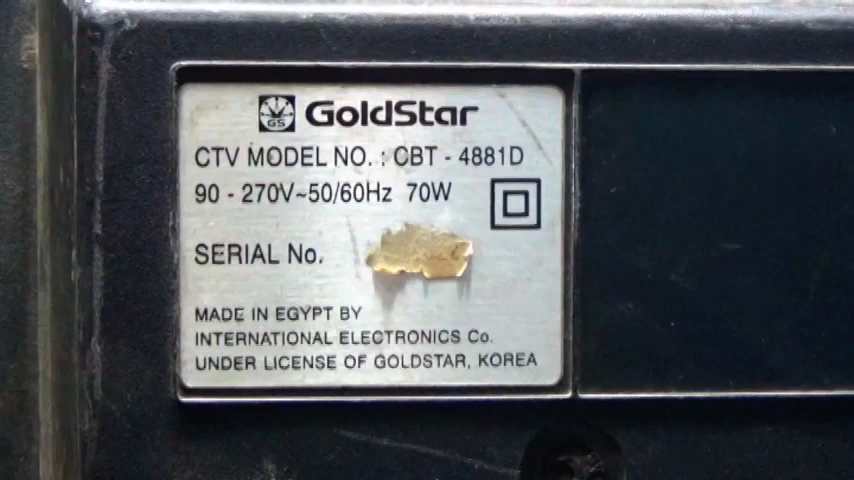 GS GoldStar
CTV MODEL NO. : CBT - 4881D
90 - 270V~50/60Hz 70W
SERIAL No.
MADE IN EGYPT BY
INTERNATIONAL ELECTRONICS Co.
UNDER LICENSE OF GOLDSTAR, KOREA